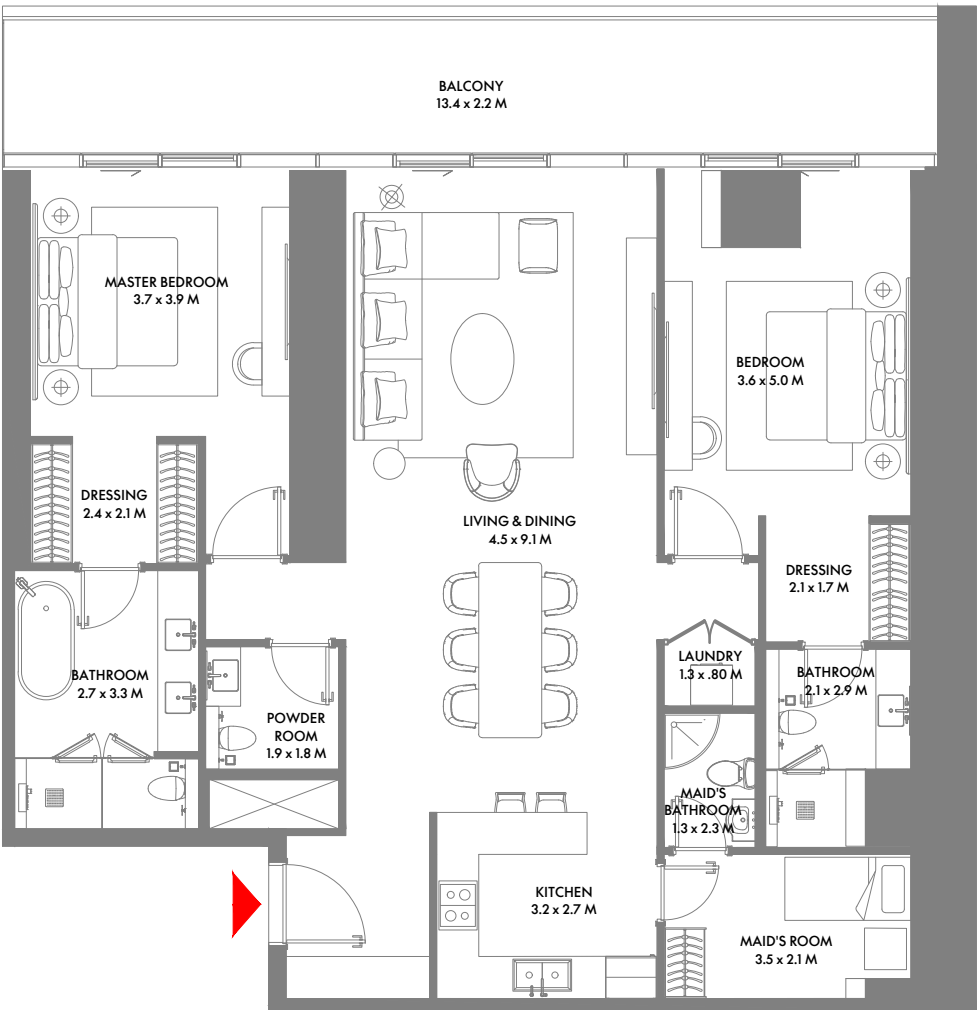 BALCONY
13.4 x 2.2 M
MASTER BEDROOM
3.7 x 3.9 M
BEDROOM
3.6 x 5.0 M
DRESSING
2.4 x 2.1 M
LIVING & DINING
4.5 x 9.1 M
DRESSING
2.1 x 1.7 M
BATHROOM
2.7 x 3.3 M
LAUNDRY
1.3 x .80 M
BATHROOM
2.1 x 2.9 M
POWDER
ROOM
1.9 x 1.8 M
MAID'S
BATHROOM
1.3 x 2.3 M
KITCHEN
3.2 x 2.7 M
MAID'S ROOM
3.5 x 2.1 M